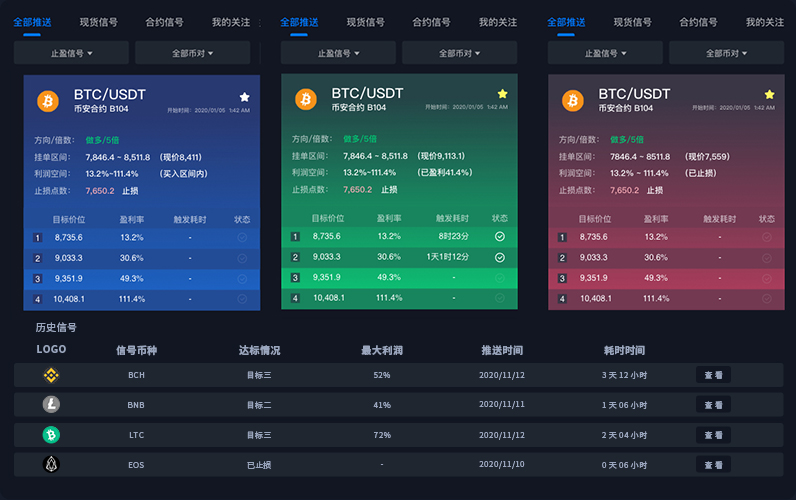 全部推送 现货信号 合约信号 我的关注
止盈信号 全部币对
BTC/USDT
币安合约 B104
开始时间：2020/01/05 1:42 AM
方向/倍数： 做多/5倍
挂单区间： 7,846.4 ~ 8,511.8 (现价8,411)
利润区间： 13.2%~111.4% (买入区间内)
止损点数： 7,650.2 止损
目标价位 盈利率 触发耗时 状态
1 8,735.6 13.2% -
2 9,033.3 30.6% -
3 9,351.9 49.3% -
4 10,408.1 111.4% -
全部推送 现货信号 合约信号 我的关注
止盈信号 全部币对
BTC/USDT
币安合约 B104
开始时间：2020/01/05 1:42 AM
方向/倍数： 做多/5倍
挂单区间： 7,846.4 ~ 8,511.8 (现价9,113.1)
利润区间： 13.2%~111.4% (已盈利41.4%)
止损点数： 7,650.2 止损
目标价位 盈利率 触发耗时 状态
1 8,735.6 13.2% 8时23分
2 9,033.3 30.6% 1天1时12分
3 9,351.9 49.3% -
4 10,408.1 111.4% -
全部推送 现货信号 合约信号 我的关注
止盈信号 全部币对
BTC/USDT
币安合约 B104
开始时间：2020/01/05 1:42 AM
方向/倍数： 做多/5倍
挂单区间： 7846.4 ~ 8511.8 (现价7,559)
利润区间： 13.2% ~ 111.4% (已止损)
止损点数： 7,650.2 止损
目标价位 盈利率 触发耗时 状态
1 8,735.6 13.2% -
2 9,033.3 30.6% -
3 9,351.9 49.3% -
4 10,408.1 111.4% -
历史信号
LOGO 信号币种 达标情况 最大利润 推送时间 耗时时间
BCH 目标三 52% 2020/11/12 3 天 12 小时 查 看
BNB 目标二 41% 2020/11/11 1 天 06 小时 查 看
LTC 目标三 72% 2020/11/12 2 天 04 小时 查 看
EOS 已止损 - 2020/11/10 0 天 06 小时 查 看